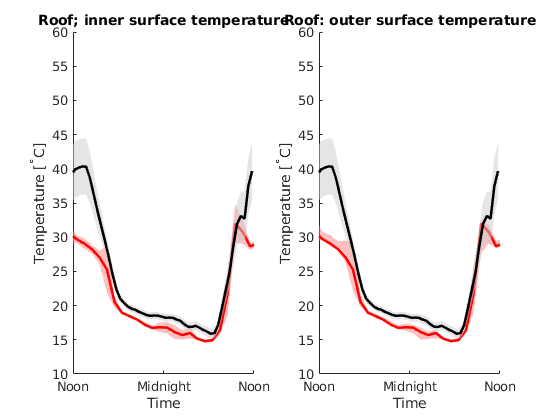 Roof; inner surface temperature
60
55
50
45
40
35
30
25
20
15
10
Temperature [°C]
Noon
Midnight
Noon
Time
Roof: outer surface temperature
60
55
50
45
40
35
30
25
20
15
10
Temperature [°C]
Noon
Midnight
Noon
Time